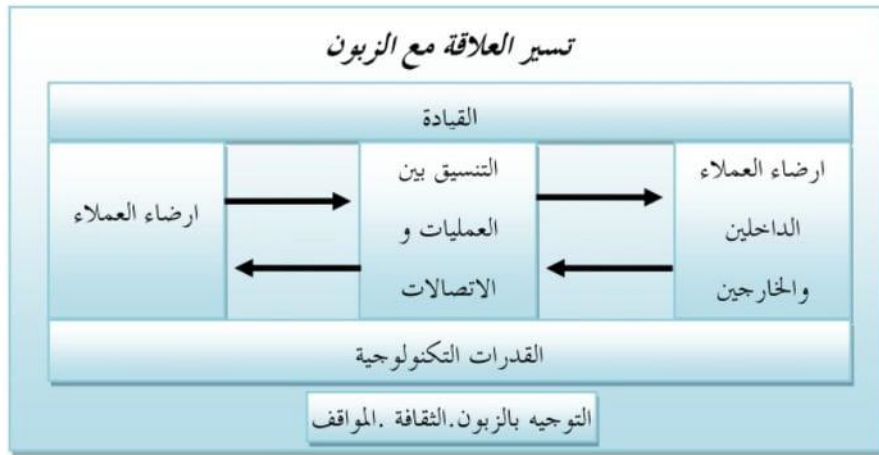 تسير العلاقة مع الزبون
القيادة
ارضاء العملاء
الداخلين
والخارجين
التنسيق بين
العمليات و
الاتصالات
ارضاء العملاء
القدرات التكنولوجية
التوجيه بالزبون.الثقافة .المواقف